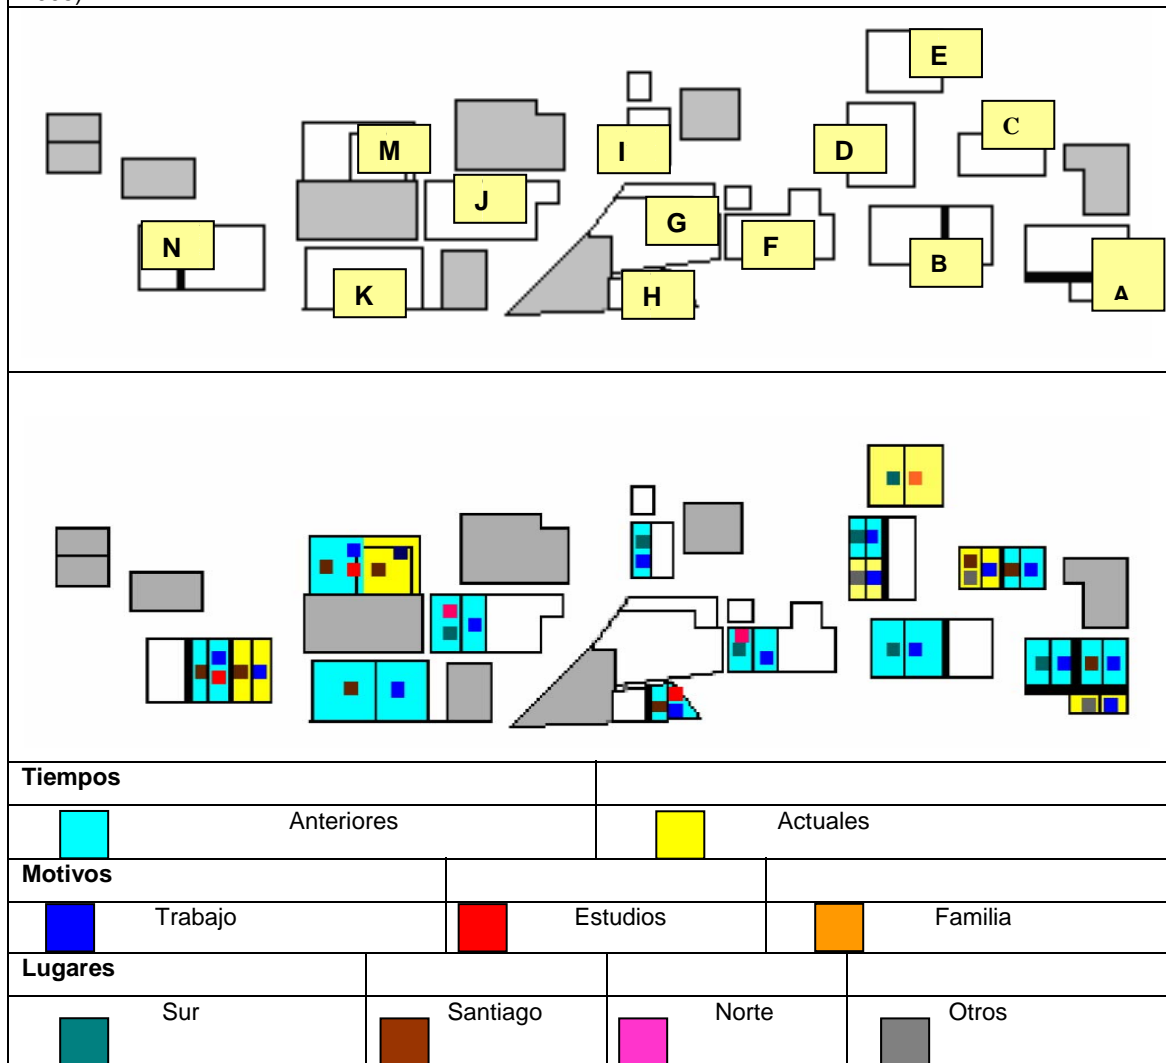 E
C
M
I
D
J
G
N
F
B
K
H
A
Tiempos
Anteriores Actuales
Motivos
Trabajo Estudios Familia
Lugares
Sur Santiago Norte Otros